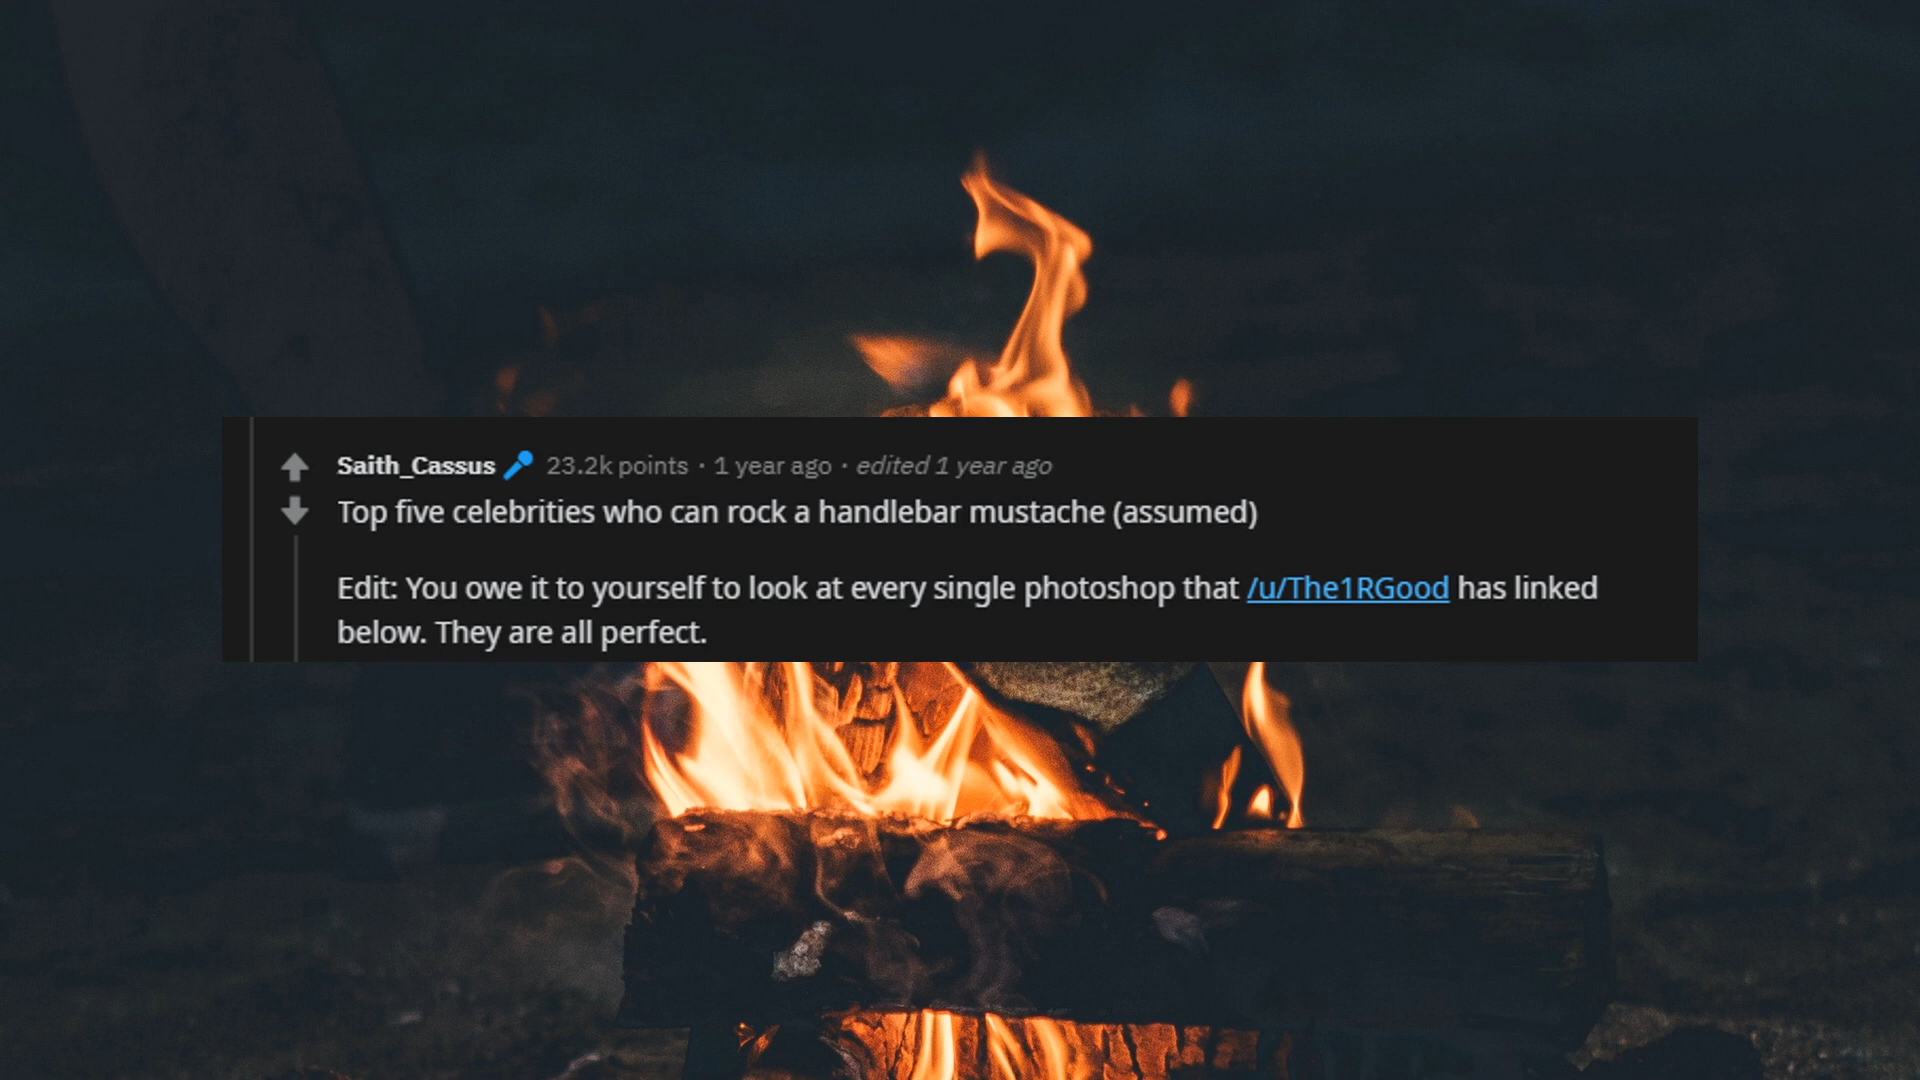 Saith_Cassus 23.2k points · 1 year ago · edited 1 year ago
Top five celebrities who can rock a handlebar mustache (assumed)
Edit: You owe it to yourself to look at every single photoshop that /u/The1RGood has linked
below. They are all perfect.